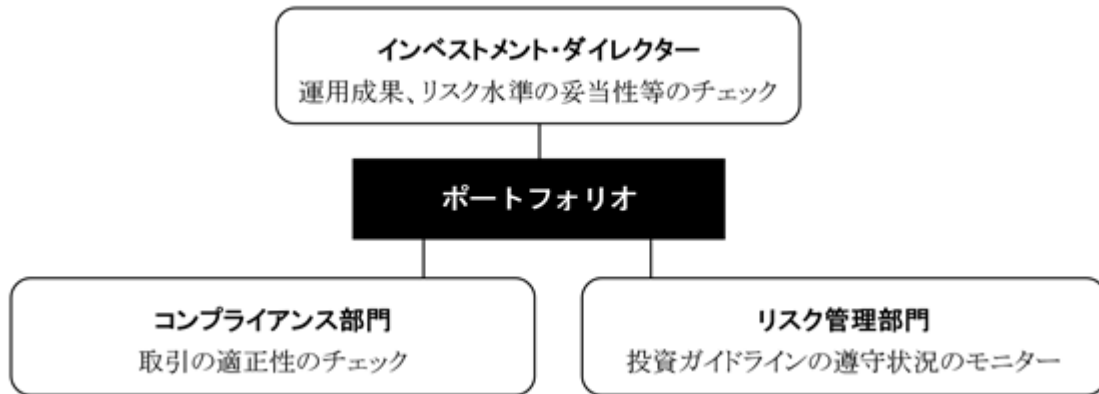 インベストメント・ダイレクター
運用成果、リスク水準の妥当性等のチェック
ポートフォリオ
コンプライアンス部門
取引の適正性のチェック
リスク管理部門
投資ガイドラインの遵守状況のモニター